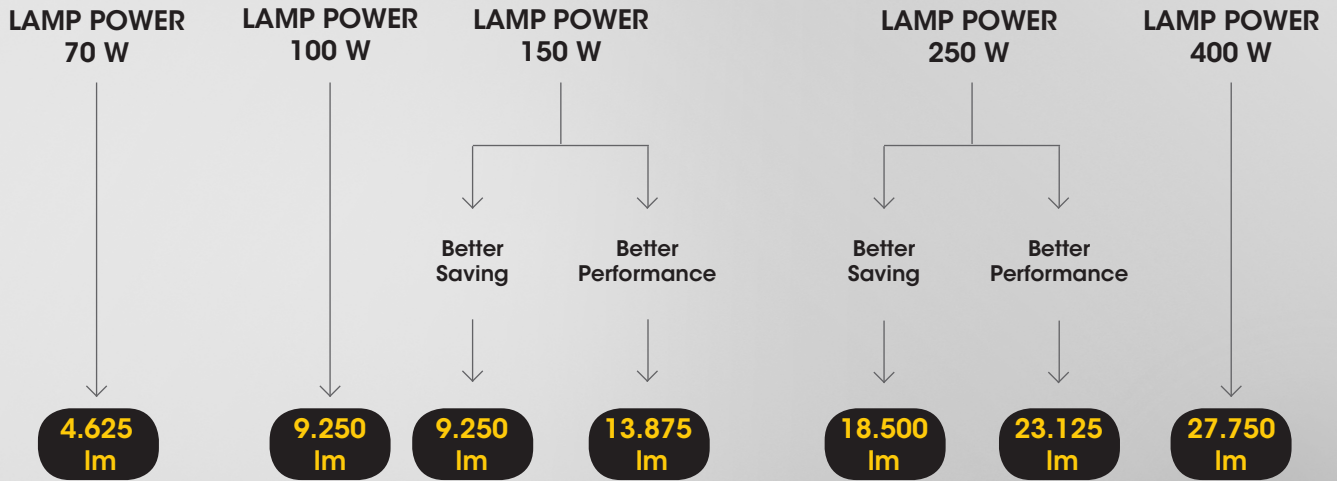 LAMP POWER
70 W
LAMP POWER
100 W
LAMP POWER
150 W
LAMP POWER
250 W
LAMP POWER
400 W
Better
Saving
Better
Performance
Better
Saving
Better
Performance
4.625
lm
9.250
lm
9.250
lm
13.875
lm
18.500
lm
23.125
lm
27.750
lm